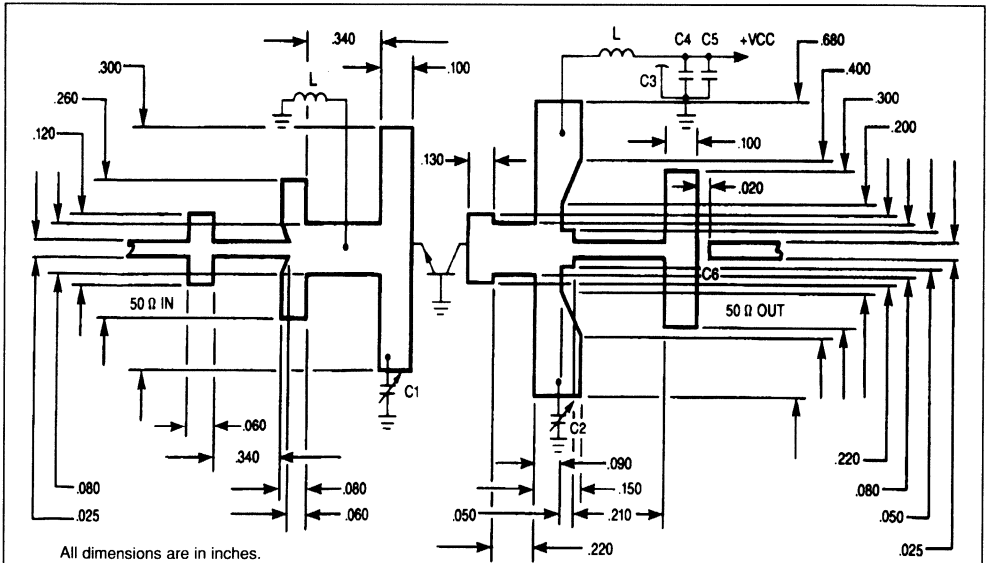 .340
L
C4 C5
+VCC
.680
.300
.100
C3
.400
.260
L
.300
.120
.130
.100
.200
.020
C6
50 Ω IN
50 Ω OUT
C1
C2
.060
.340
.090
.220
.080
.080
.150
.080
.025
.060
.050
.210
.050
.220
.025
All dimensions are in inches.